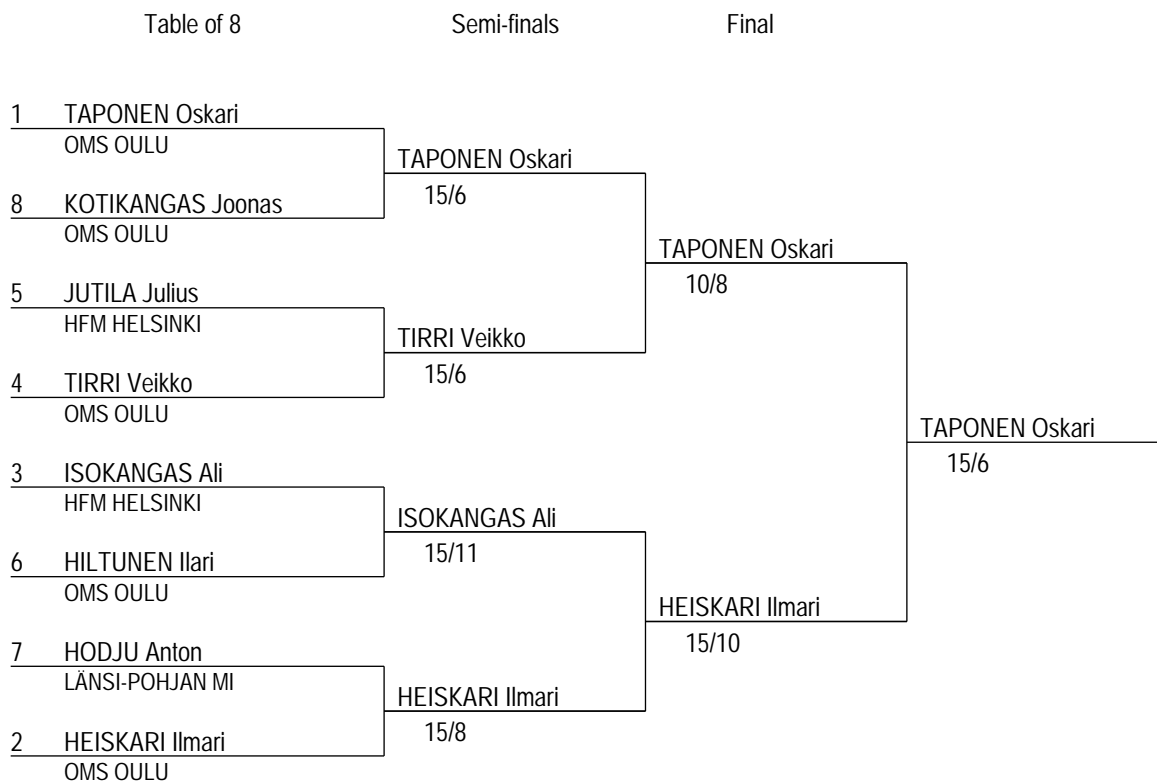 Table of 8 Semi-finals Final
1 TAPONEN Oskari
OMS OULU
TAPONEN Oskari
15/6
8 KOTIKANGAS Joonas
OMS OULU
TAPONEN Oskari
10/8
5 JUTILA Julius
HFM HELSINKI
TIRRI Veikko
15/6
4 TIRRI Veikko
OMS OULU
TAPONEN Oskari
15/6
3 ISOKANGAS Ali
HFM HELSINKI
ISOKANGAS Ali
15/11
6 HILTUNEN Ilari
OMS OULU
HEISKARI Ilmari
15/10
7 HODJU Anton
LÄNSI-POHJAN MI
HEISKARI Ilmari
15/8
2 HEISKARI Ilmari
OMS OULU